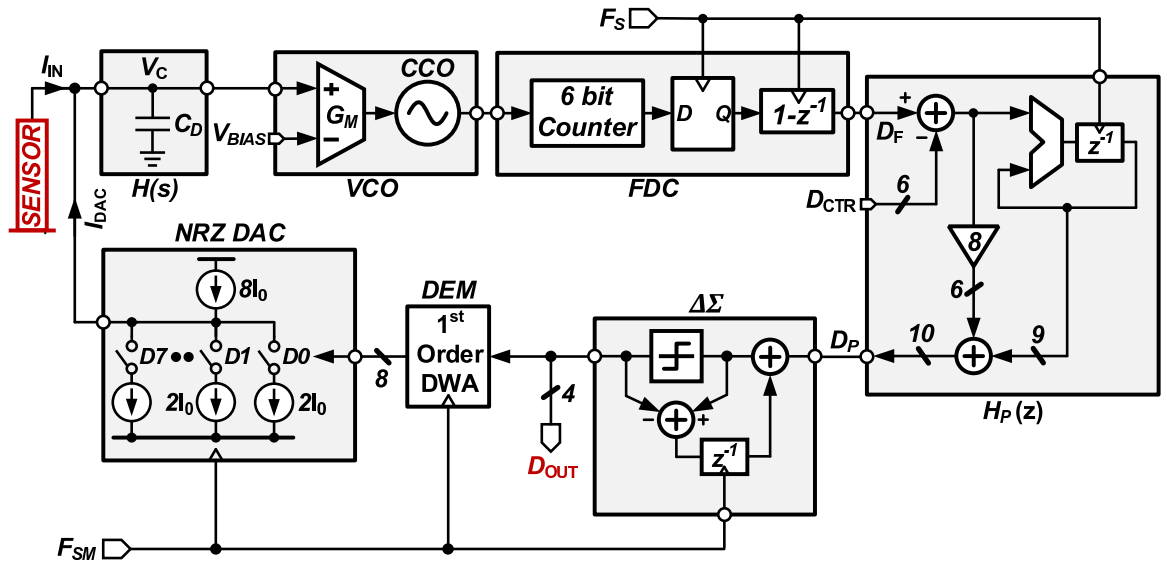 F_S
I_IN
V_C
C_D
H(s)
SENSOR
I_DAC
CCO
+
G_M
−
V_BIAS
VCO
6 bit
Counter
D Q
1-z^-1
FDC
+
+
−
D_F
D_CTR
6
z^-1
8
6
10
+
9
H_P (z)
NRZ DAC
8I_0
D7 •• D1 D0
2I_0 2I_0
8
DEM
1^st
Order
DWA
4
D_OUT
ΔΣ
+
D_P
−
+
+
z^-1
F_SM